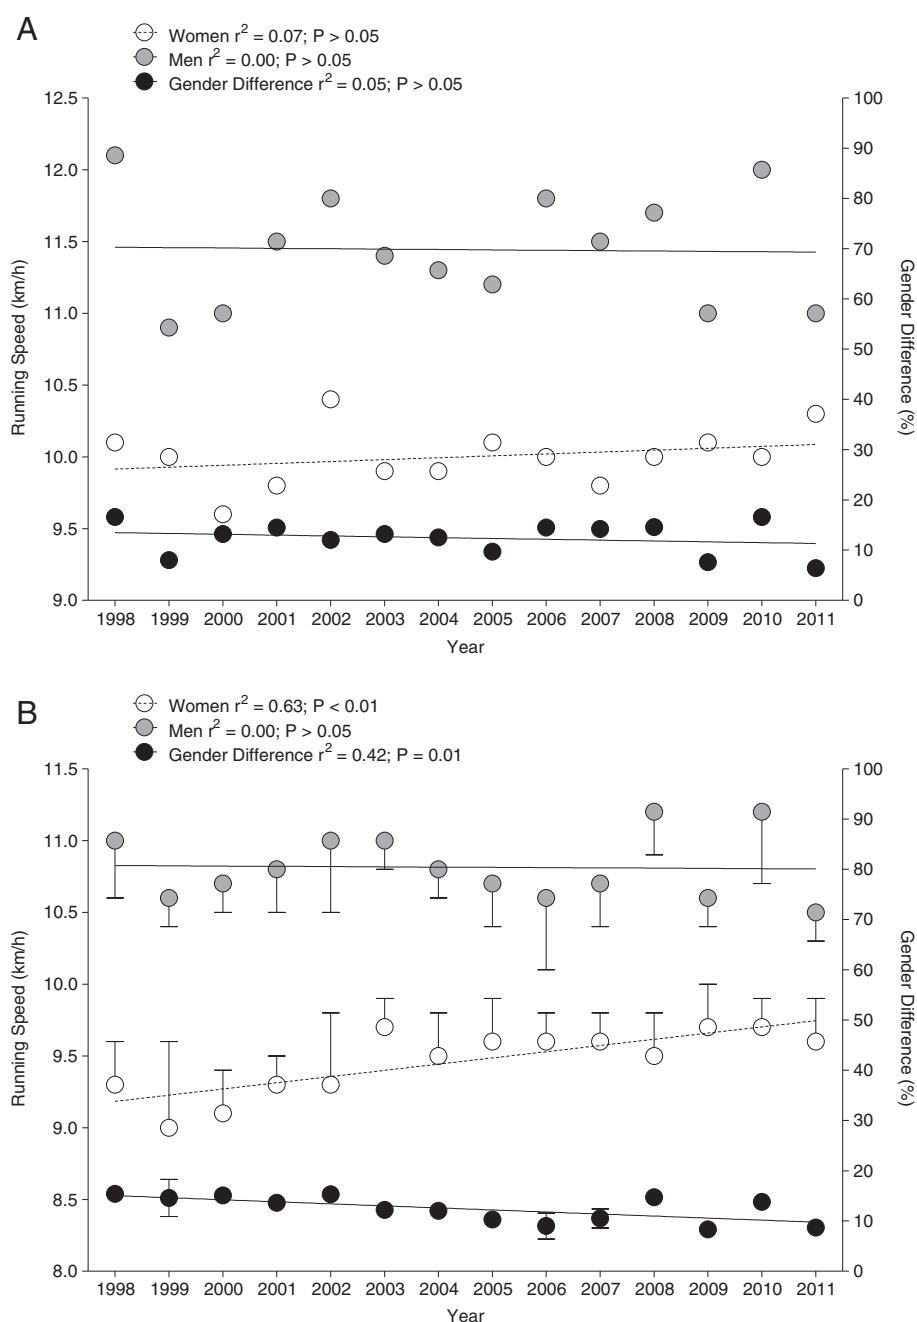 A
Women r² = 0.07; P > 0.05
Men r² = 0.00; P > 0.05
Gender Difference r² = 0.05; P > 0.05
12.5
12.0
11.5
11.0
10.5
10.0
9.5
9.0
Running Speed (km/h)
100
90
80
70
60
50
40
30
20
10
0
Gender Difference (%)
1998 1999 2000 2001 2002 2003 2004 2005 2006 2007 2008 2009 2010 2011
Year
B
Women r² = 0.63; P < 0.01
Men r² = 0.00; P > 0.05
Gender Difference r² = 0.42; P = 0.01
11.5
11.0
10.5
10.0
9.5
9.0
8.5
8.0
Running Speed (km/h)
100
90
80
70
60
50
40
30
20
10
0
Gender Difference (%)
1998 1999 2000 2001 2002 2003 2004 2005 2006 2007 2008 2009 2010 2011
Year